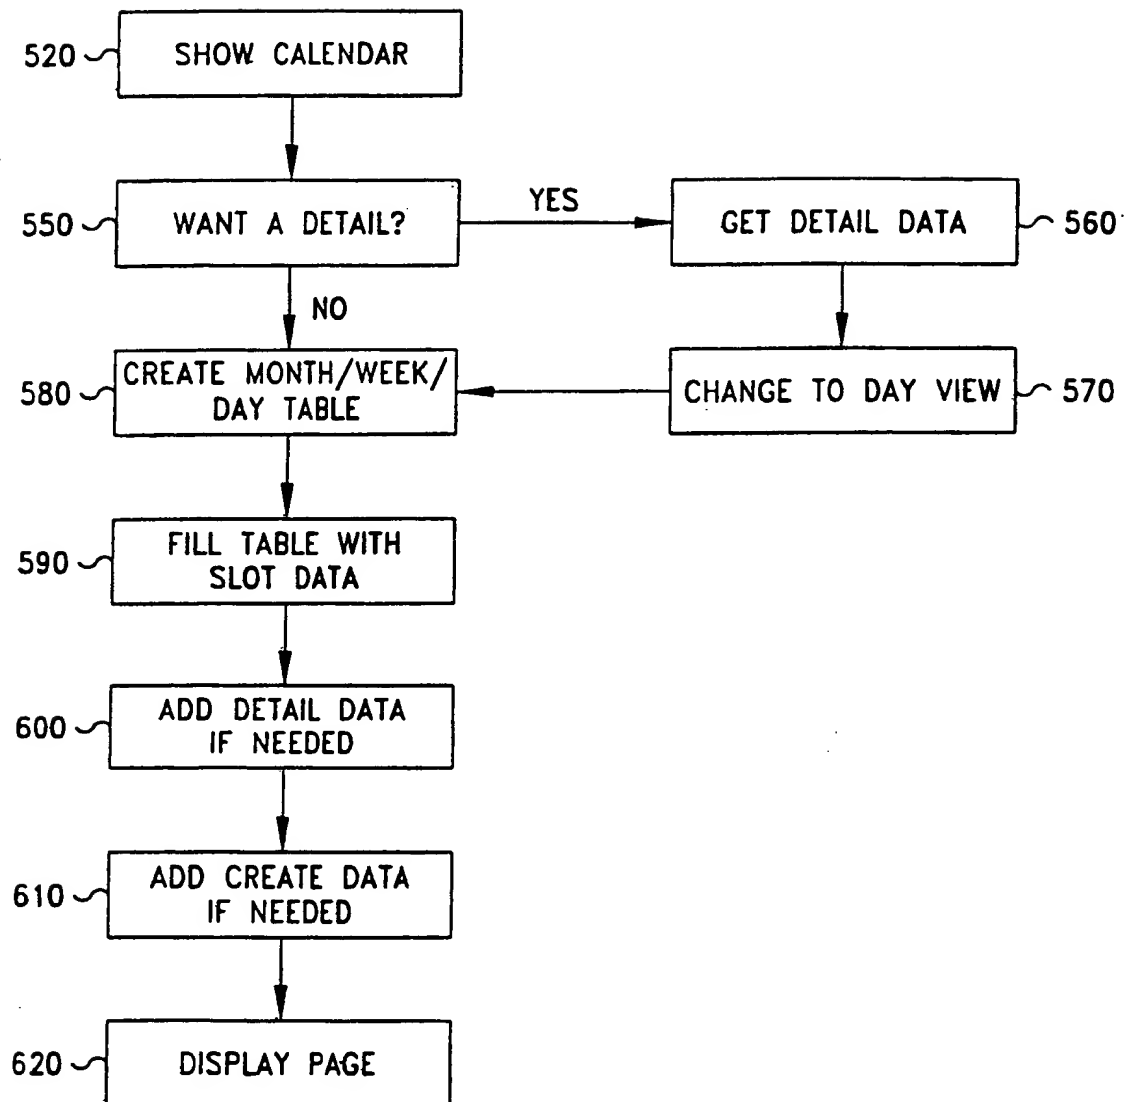 520
SHOW CALENDAR
550
WANT A DETAIL?
YES
GET DETAIL DATA
560
NO
580
CREATE MONTH/WEEK/
DAY TABLE
CHANGE TO DAY VIEW
570
590
FILL TABLE WITH
SLOT DATA
600
ADD DETAIL DATA
IF NEEDED
610
ADD CREATE DATA
IF NEEDED
620
DISPLAY PAGE